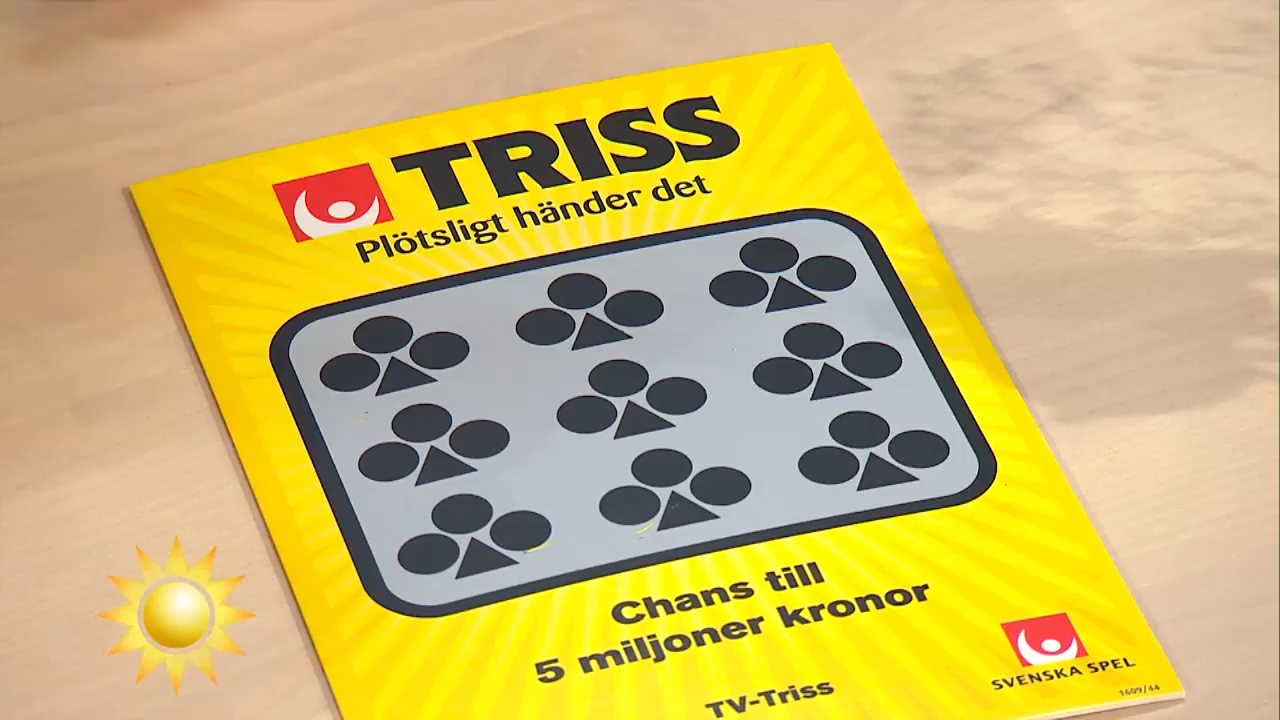 TRISS
Plötsligt händer det
Chans till
5 miljoner kronor
TV-Triss
SVENSKA SPEL
1609/44